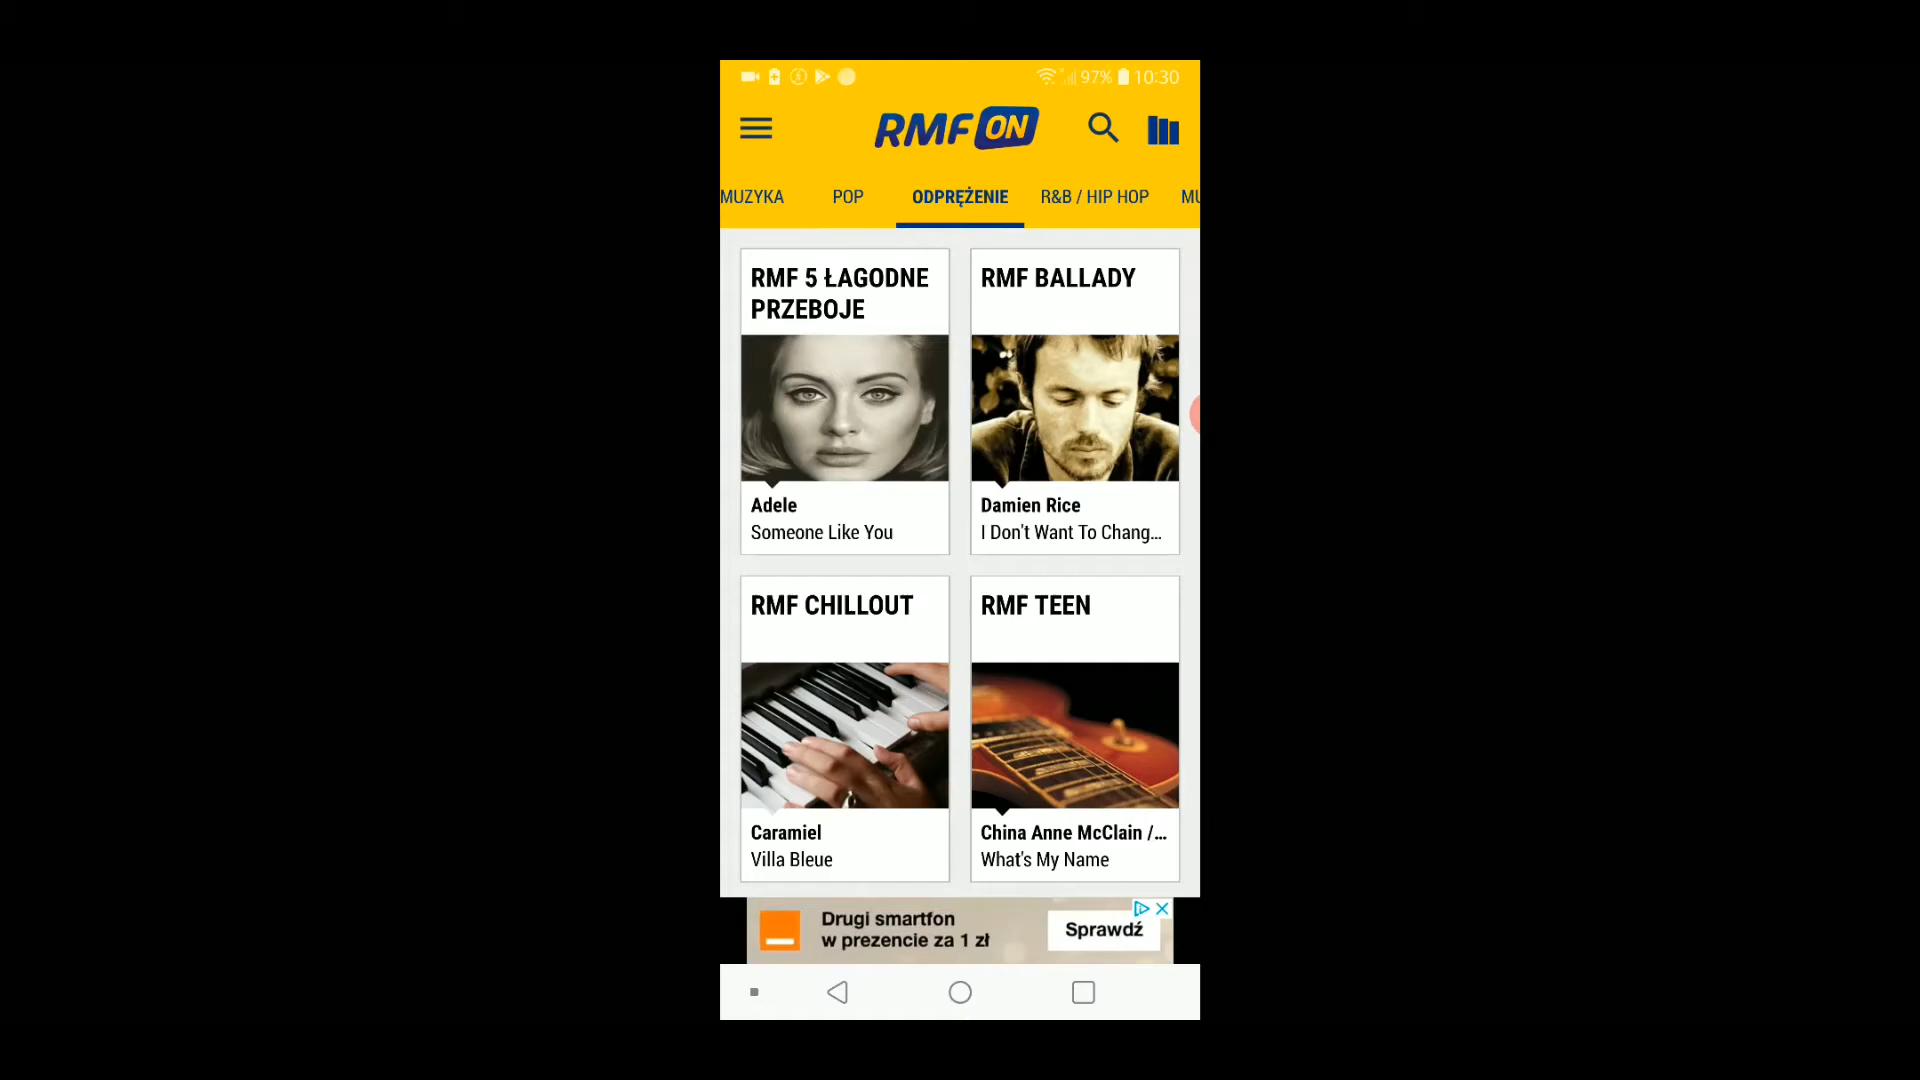 97% 10:30
RMF ON
MUZYKA POP ODPRĘŻENIE R&B / HIP HOP MU
RMF 5 ŁAGODNE
PRZEBOJE
Adele
Someone Like You
RMF BALLADY
Damien Rice
I Don't Want To Chang...
RMF CHILLOUT
Caramiel
Villa Bleue
RMF TEEN
China Anne McClain /...
What's My Name
Drugi smartfon
w prezencie za 1 zł
Sprawdź